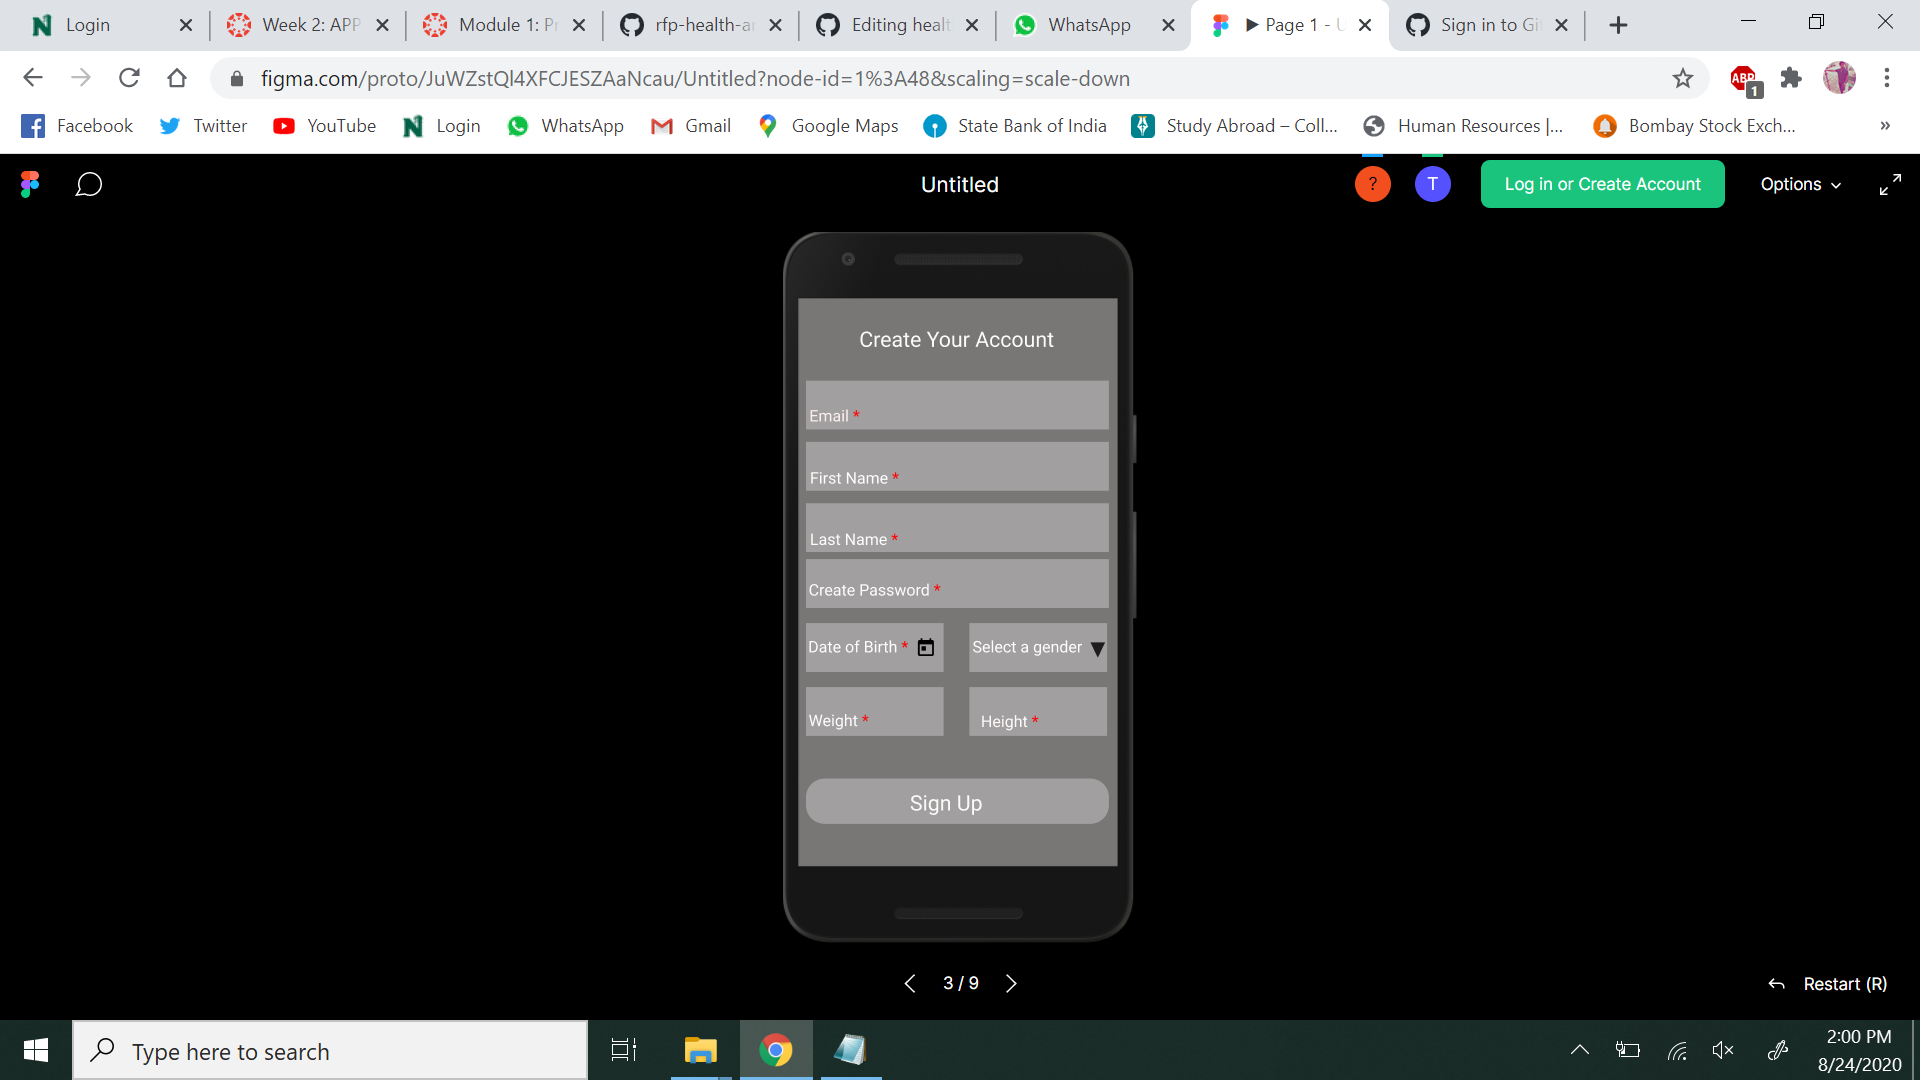 Login
Week 2: APP
Module 1: Pr
rfp-health-ar
Editing healt
WhatsApp
▶ Page 1 - U
Sign in to Git
figma.com/proto/JuWZstQl4XFCJESZAaNcau/Untitled?node-id=1%3A48&scaling=scale-down
ABP
1
Facebook
Twitter
YouTube
Login
WhatsApp
Gmail
Google Maps
State Bank of India
Study Abroad – Coll...
Human Resources |...
Bombay Stock Exch...
»
Untitled
?
T
Log in or Create Account
Options
Create Your Account
Email *
First Name *
Last Name *
Create Password *
Date of Birth *
Select a gender
Weight *
Height *
Sign Up
3 / 9
Restart (R)
Type here to search
2:00 PM
8/24/2020